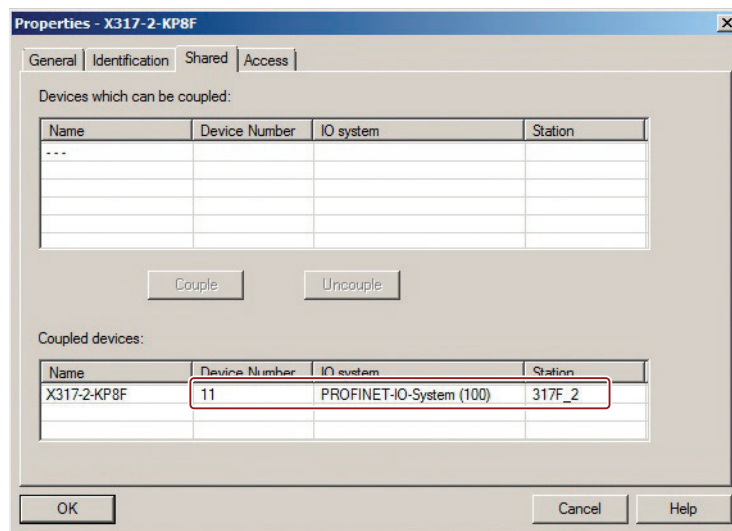 Properties - X317-2-KP8F
General Identification Shared Access
Devices which can be coupled:
Name Device Number IO system Station
---
Couple Uncouple
Coupled devices:
Name Device Number IO system Station
X317-2-KP8F 11 PROFINET-IO-System (100) 317F_2
OK Cancel Help